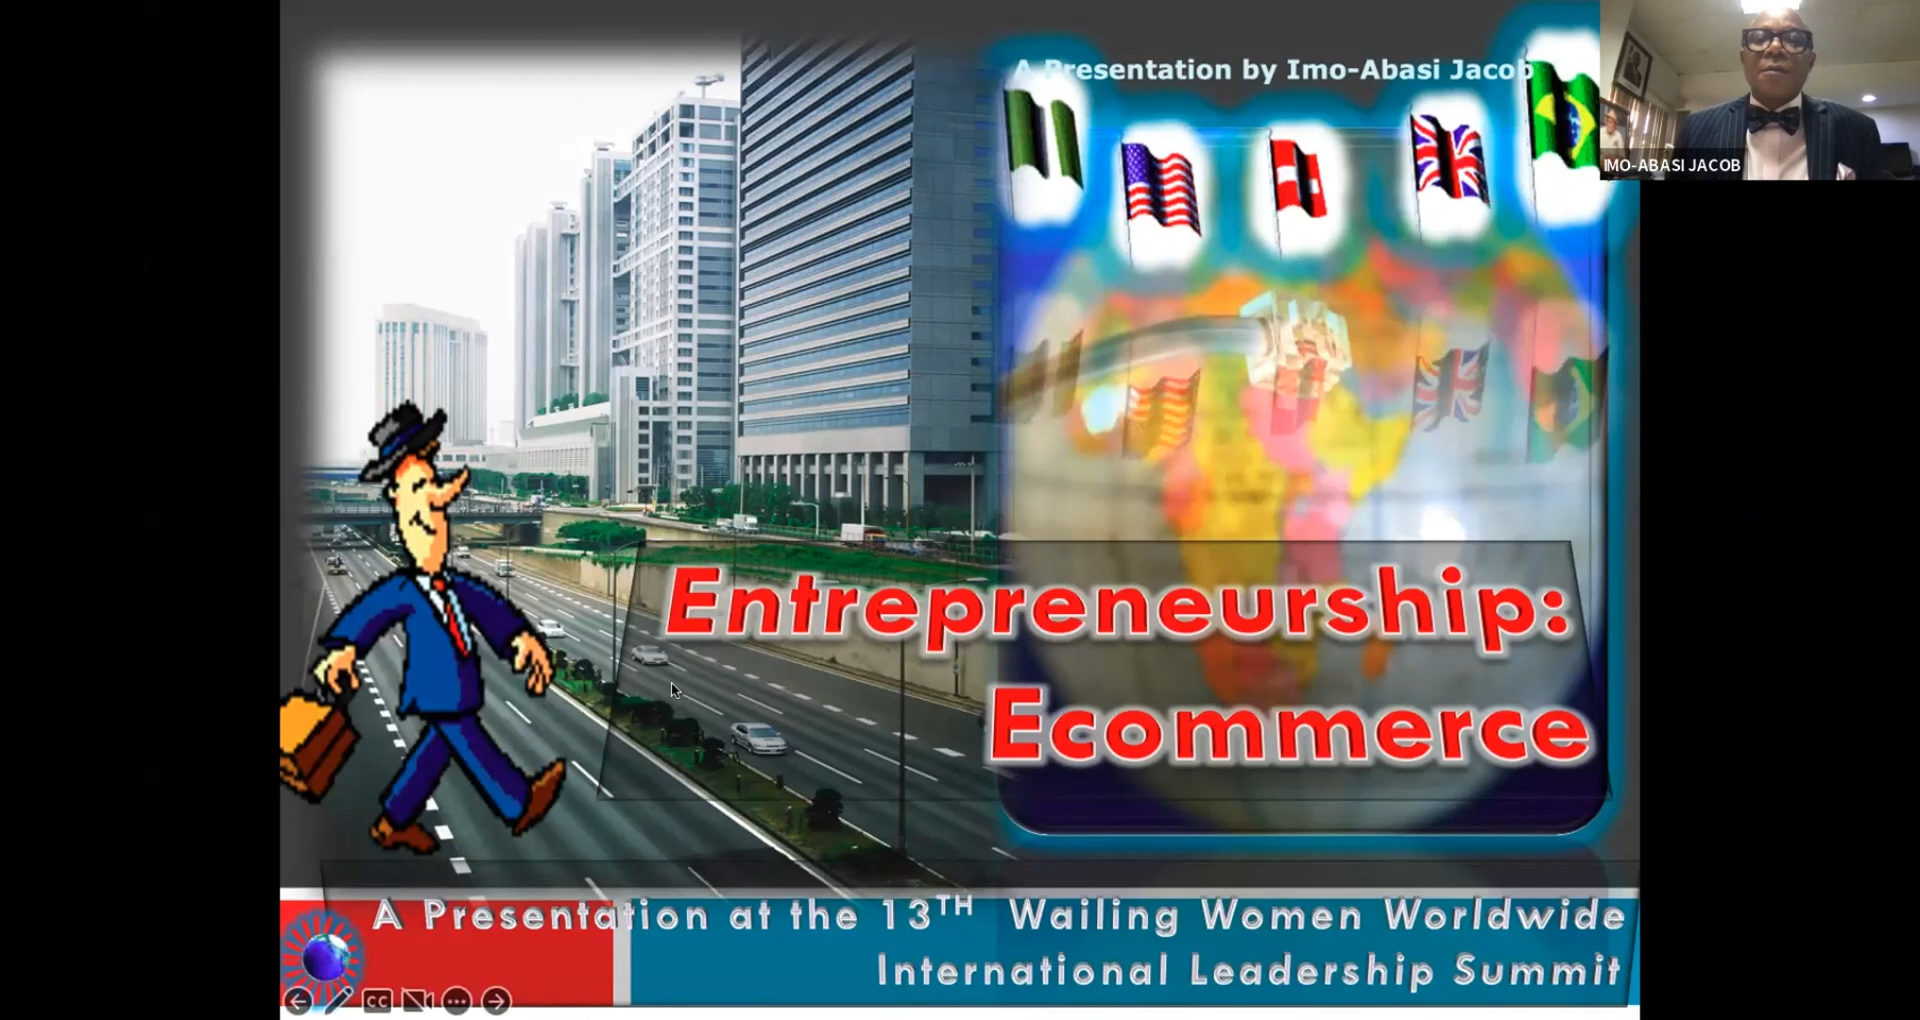 A Presentation by Imo-Abasi Jacob
IMO-ABASI JACOB
Entrepreneurship:
Ecommerce
A Presentation at the 13TH Wailing Women Worldwide
International Leadership Summit
CC